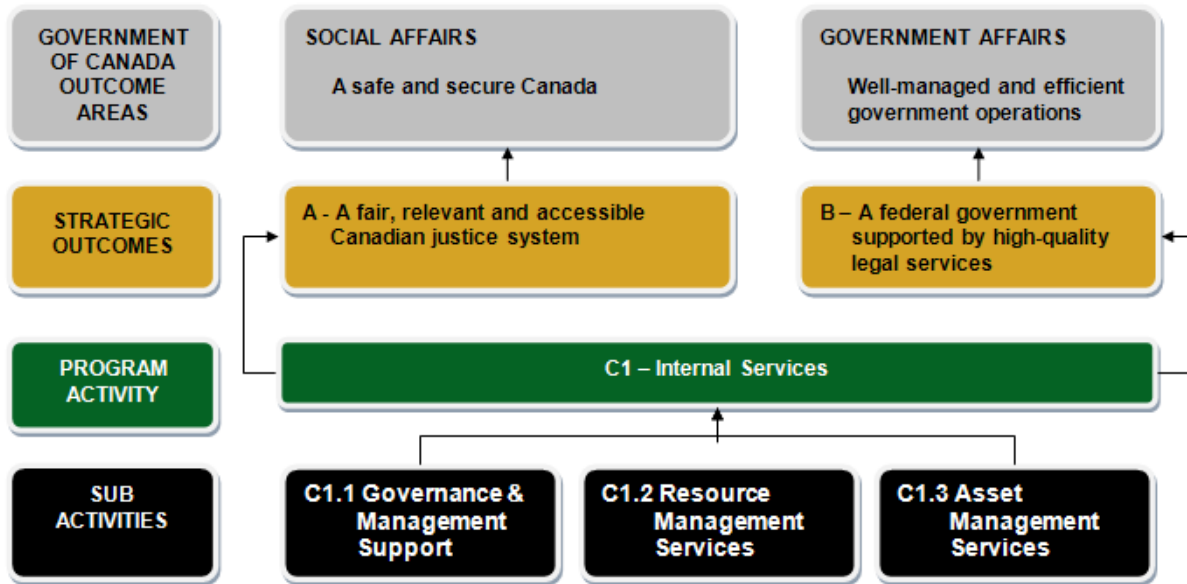 GOVERNMENT
OF CANADA
OUTCOME
AREAS
SOCIAL AFFAIRS
A safe and secure Canada
GOVERNMENT AFFAIRS
Well-managed and efficient
government operations
STRATEGIC
OUTCOMES
A - A fair, relevant and accessible
Canadian justice system
B – A federal government
supported by high-quality
legal services
PROGRAM
ACTIVITY
C1 – Internal Services
SUB
ACTIVITIES
C1.1 Governance &
Management
Support
C1.2 Resource
Management
Services
C1.3 Asset
Management
Services